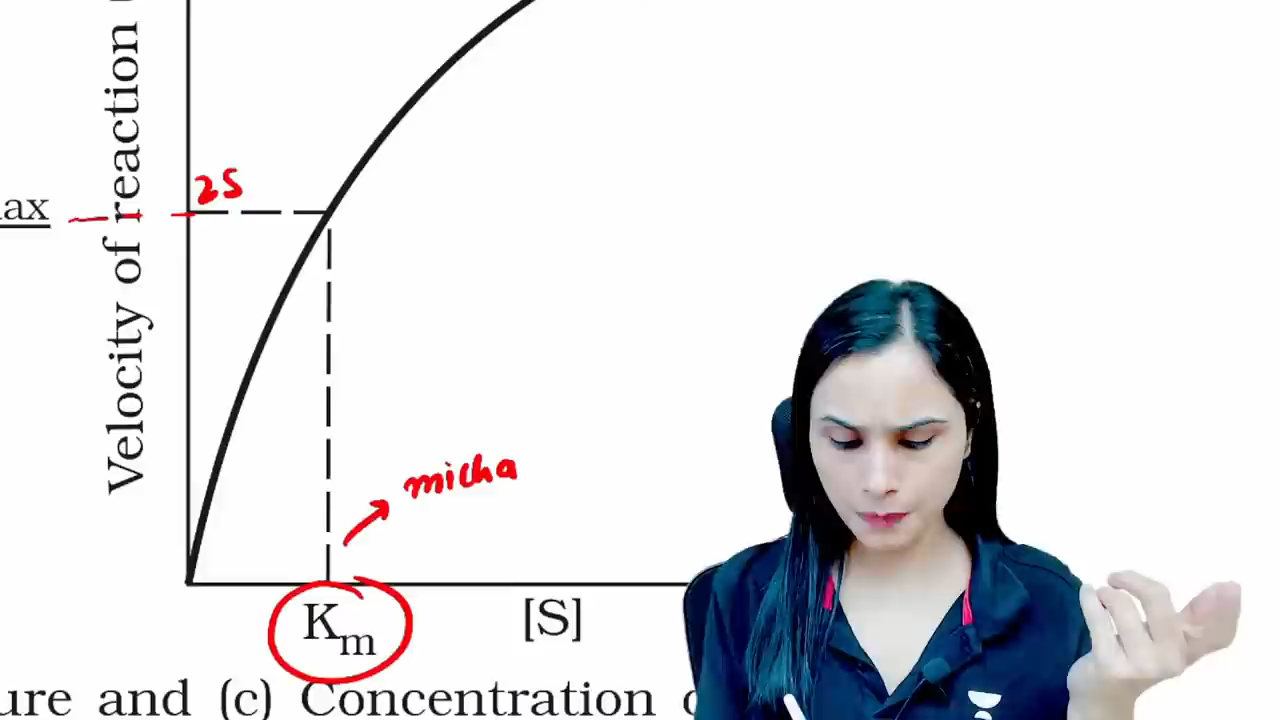 Velocity of reaction
25
ax
micha
Km
[S]
ure and (c) Concentration